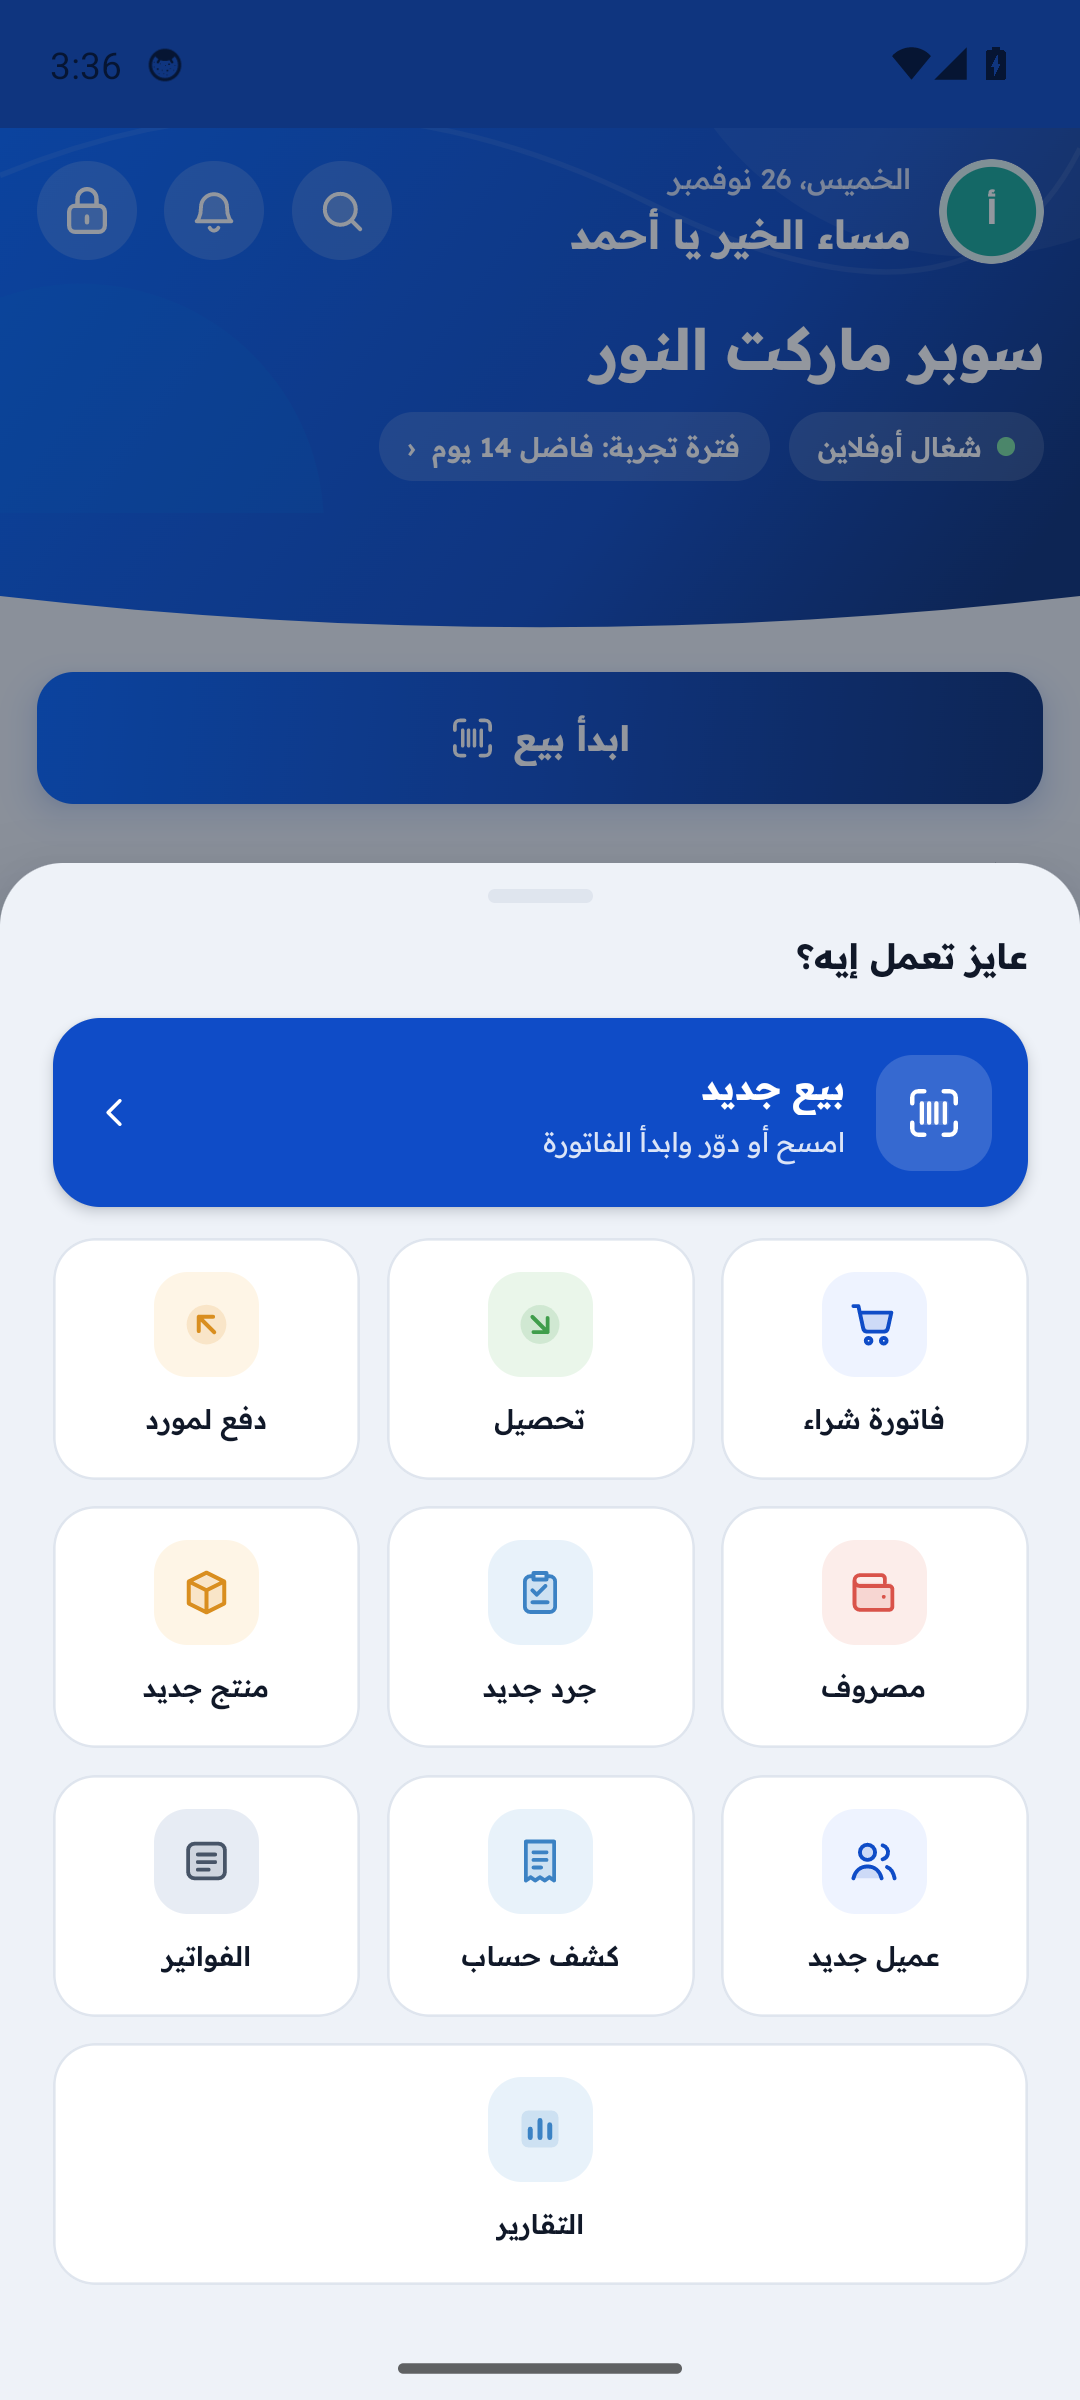 3:36
الخميس، 26 نوفمبر
مساء الخير يا أحمد
أ
سوبر ماركت النور
شغال أوفلاين
فترة تجربة: فاضل 14 يوم ‹
ابدأ بيع
عايز تعمل إيه؟
بيع جديد
امسح أو دوّر وابدأ الفاتورة
فاتورة شراء
تحصيل
دفع لمورد
مصروف
جرد جديد
منتج جديد
عميل جديد
كشف حساب
الفواتير
التقارير